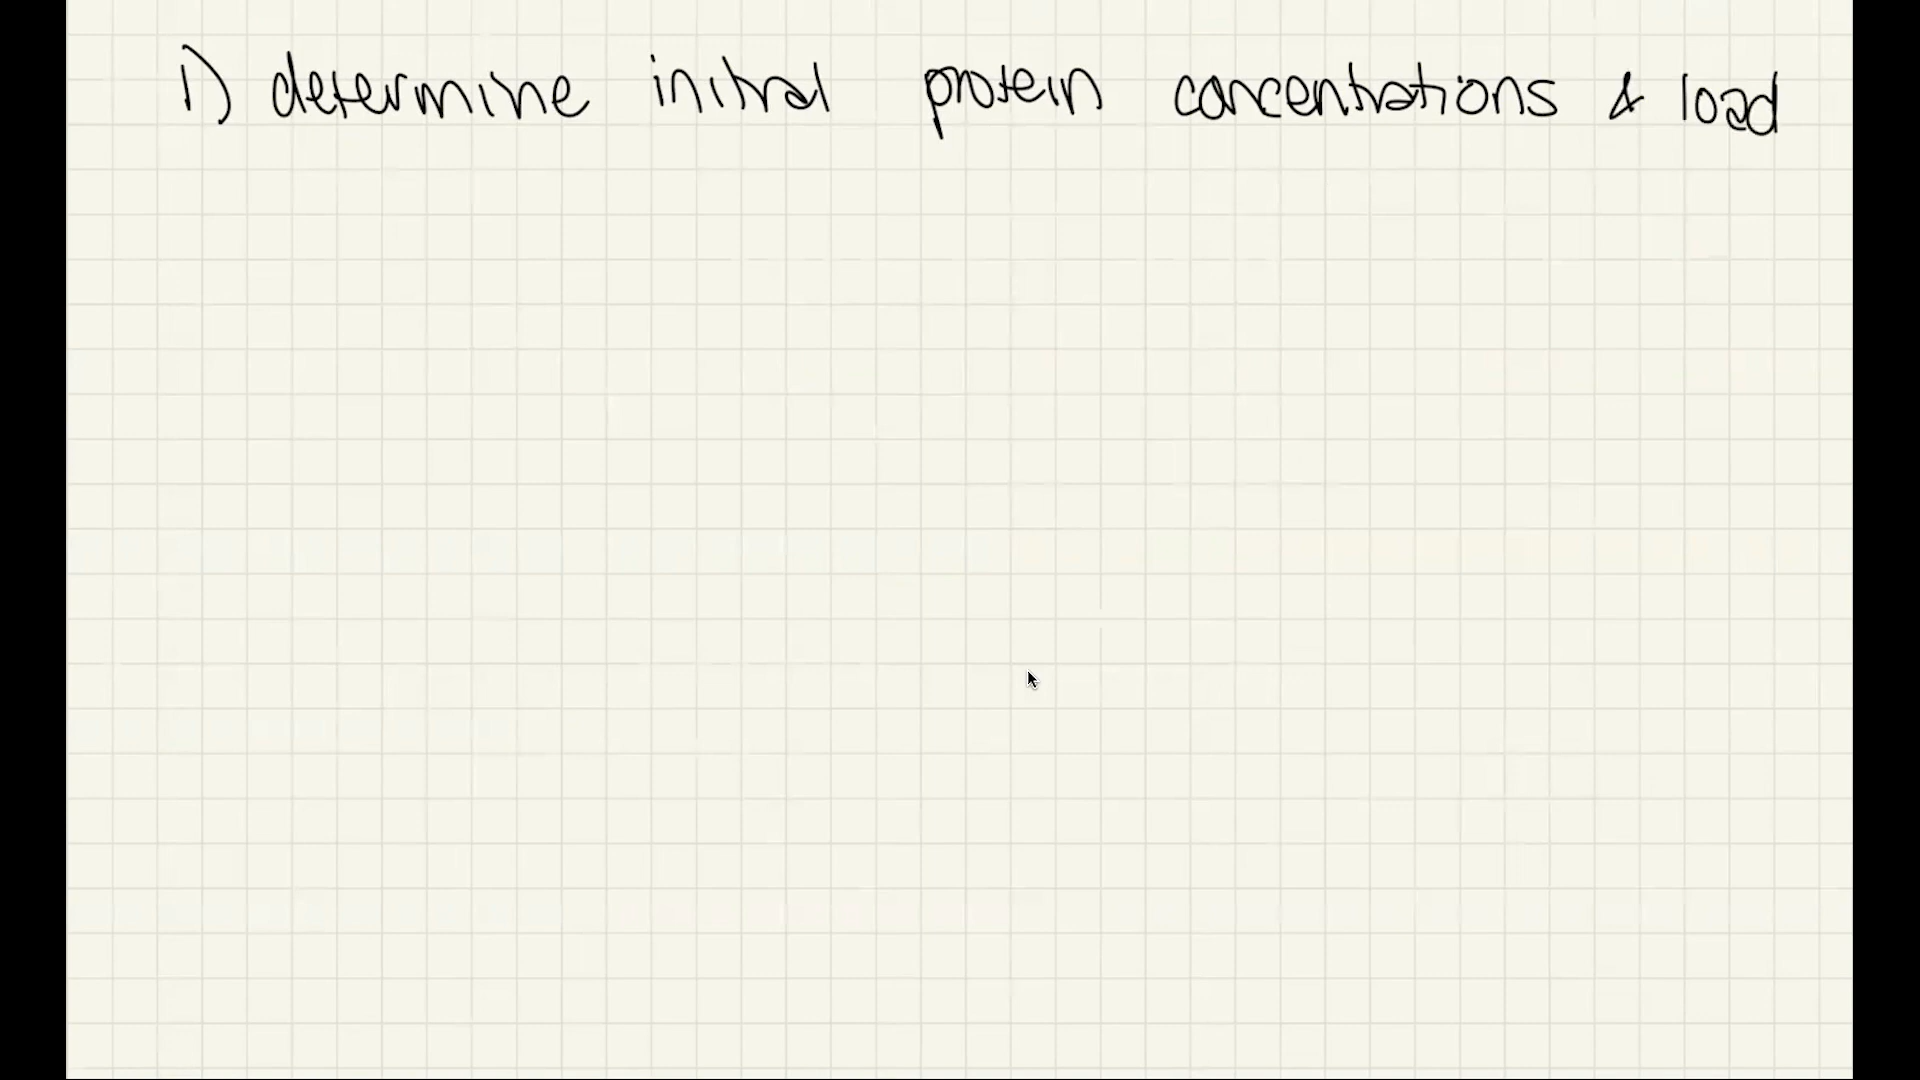 1) determine initial protein concentrations & load